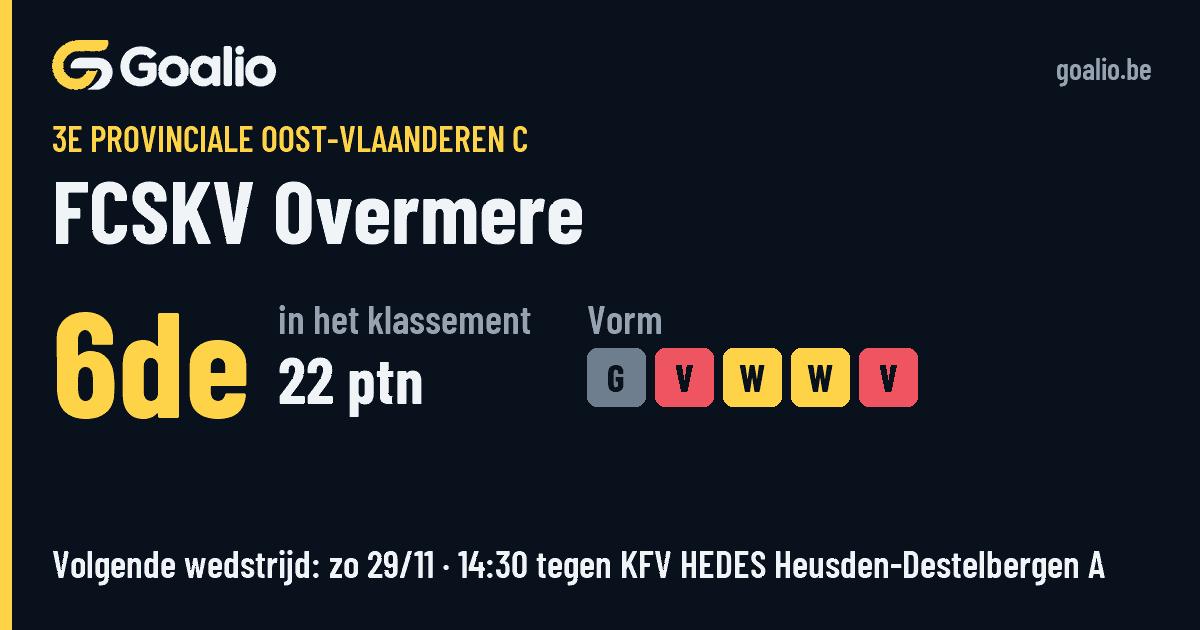 Goalio
goalio.be
3E PROVINCIALE OOST-VLAANDEREN C
FCSKV Overmere
6de
in het klassement
22 ptn
Vorm
G V W W V
Volgende wedstrijd: zo 29/11 · 14:30 tegen KFV HEDES Heusden-Destelbergen A